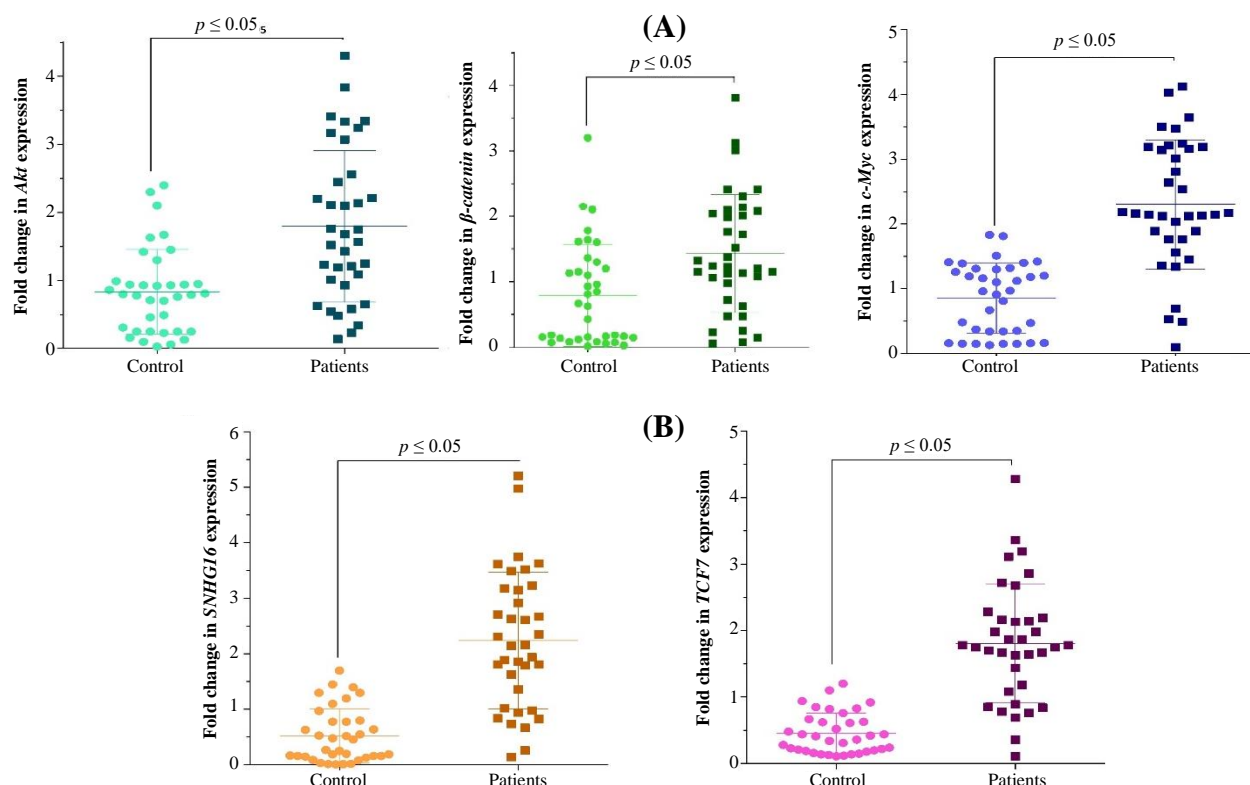 (A)
p ≤ 0.05 5
Fold change in Akt expression
4
3
2
1
0
Control Patients
p ≤ 0.05
Fold change in β-catenin expression
4
3
2
1
0
Control Patients
p ≤ 0.05
Fold change in c-Myc expression
5
4
3
2
1
0
Control Patients
(B)
p ≤ 0.05
Fold change in SNHG16 expression
6
5
4
3
2
1
0
Control Patients
p ≤ 0.05
Fold change in TCF7 expression
5
4
3
2
1
0
Control Patients